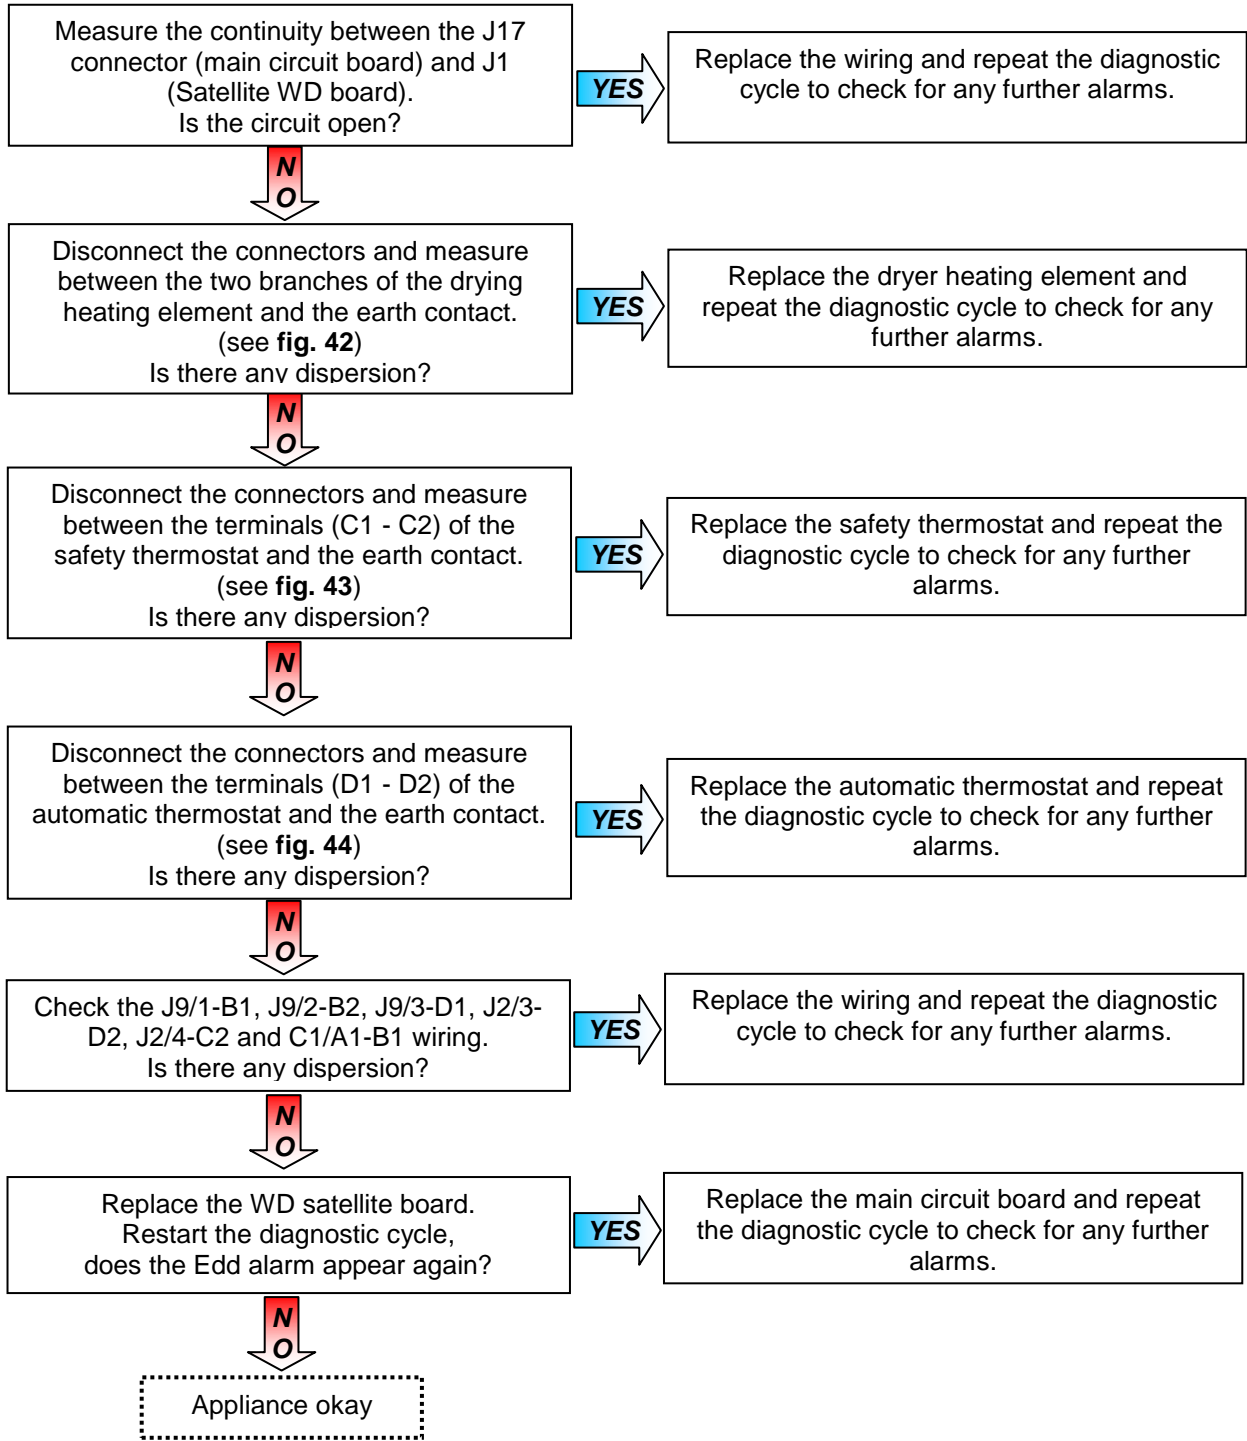 Measure the continuity between the J17
connector (main circuit board) and J1
(Satellite WD board).
Is the circuit open?
YES
Replace the wiring and repeat the diagnostic
cycle to check for any further alarms.
N
O
Disconnect the connectors and measure
between the two branches of the drying
heating element and the earth contact.
(see fig. 42)
Is there any dispersion?
YES
Replace the dryer heating element and
repeat the diagnostic cycle to check for any
further alarms.
N
O
Disconnect the connectors and measure
between the terminals (C1 - C2) of the
safety thermostat and the earth contact.
(see fig. 43)
Is there any dispersion?
YES
Replace the safety thermostat and repeat the
diagnostic cycle to check for any further
alarms.
N
O
Disconnect the connectors and measure
between the terminals (D1 - D2) of the
automatic thermostat and the earth contact.
(see fig. 44)
Is there any dispersion?
YES
Replace the automatic thermostat and repeat
the diagnostic cycle to check for any further
alarms.
N
O
Check the J9/1-B1, J9/2-B2, J9/3-D1, J2/3-
D2, J2/4-C2 and C1/A1-B1 wiring.
Is there any dispersion?
YES
Replace the wiring and repeat the diagnostic
cycle to check for any further alarms.
N
O
Replace the WD satellite board.
Restart the diagnostic cycle,
does the Edd alarm appear again?
YES
Replace the main circuit board and repeat
the diagnostic cycle to check for any further
alarms.
N
O
Appliance okay